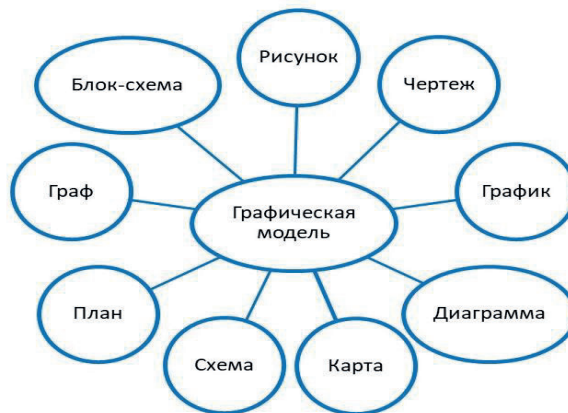 Рисунок
Блок-схема
Чертеж
Граф
График
Графическая
модель
План
Диаграмма
Схема
Карта